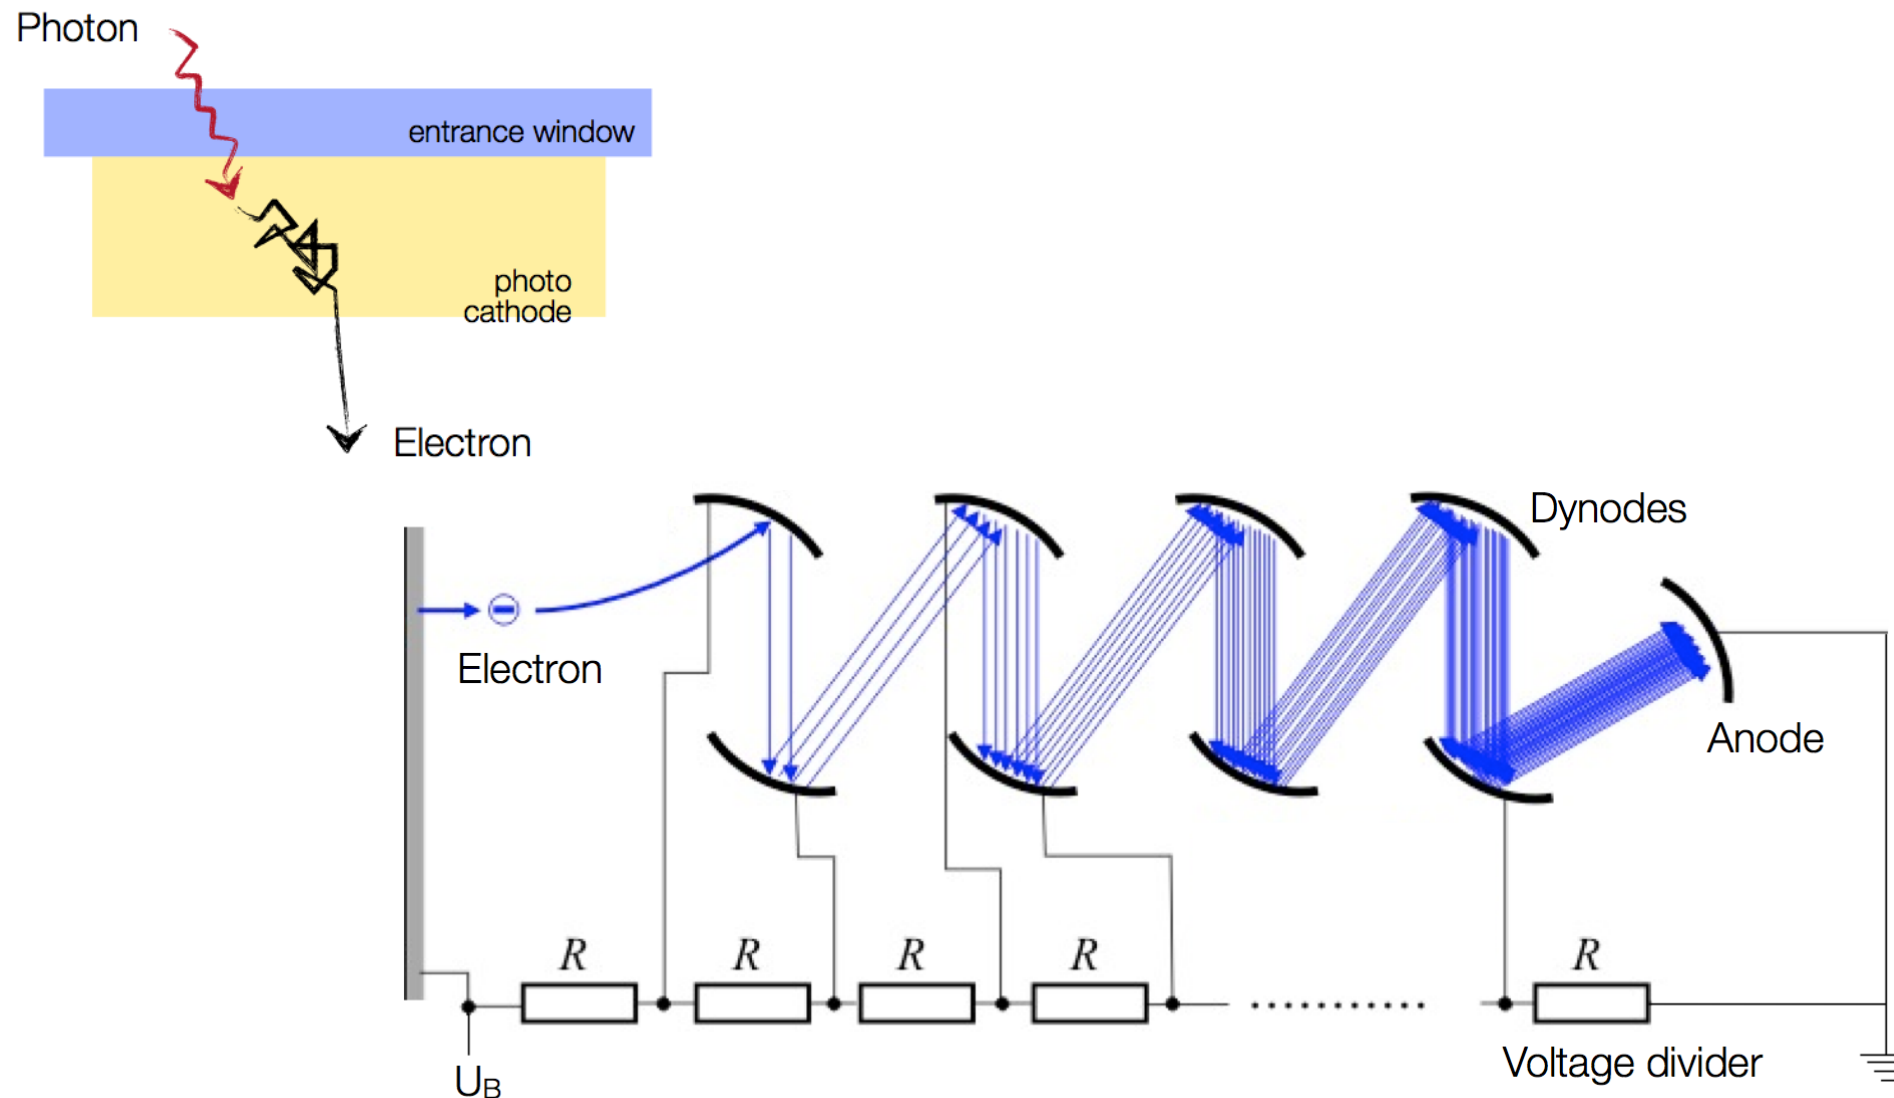 Photon
entrance window
photo
cathode
Electron
Dynodes
Electron
Anode
R
R
R
R
R
Voltage divider
UB